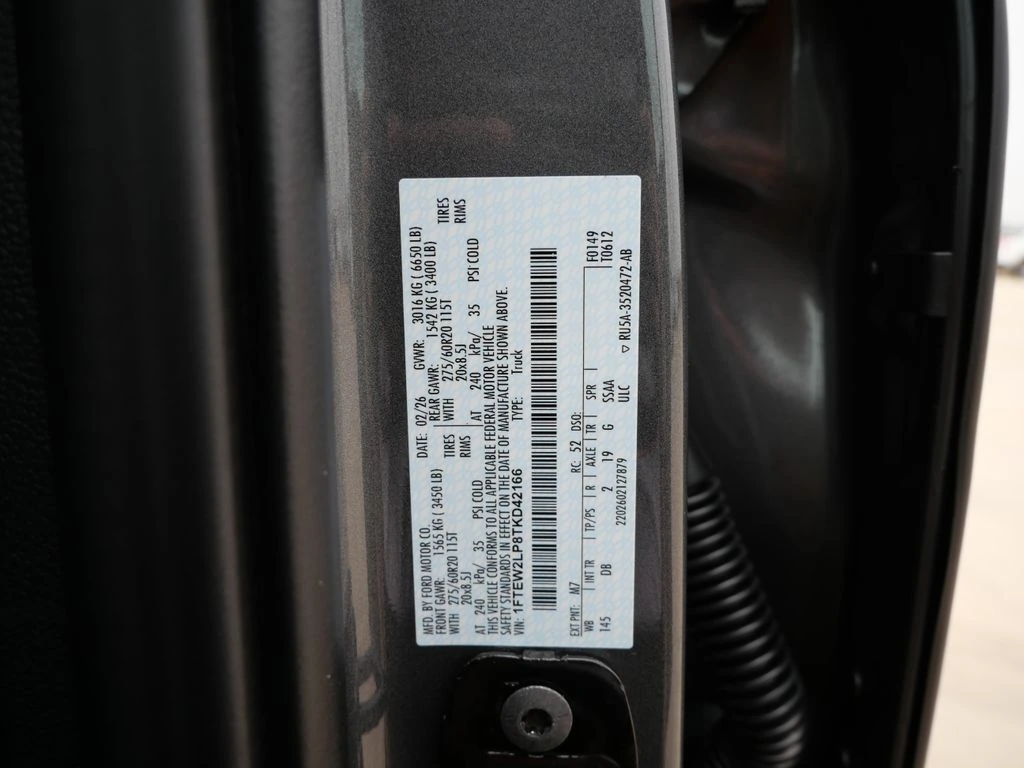 MFD. BY FORD MOTOR CO.
DATE: 02/26 GVWR: 3016 KG ( 6650 LB)
FRONT GAWR: 1565 KG ( 3450 LB)
REAR GAWR: 1542 KG ( 3400 LB)
WITH 275/60R20 115T TIRES
WITH 275/60R20 115T TIRES
20x8.5J RIMS
20x8.5J RIMS
AT 240 kPa/ 35 PSI COLD
AT 240 kPa/ 35 PSI COLD
THIS VEHICLE CONFORMS TO ALL APPLICABLE FEDERAL MOTOR VEHICLE
SAFETY STANDARDS IN EFFECT ON THE DATE OF MANUFACTURE SHOWN ABOVE.
VIN: 1FTEW2LP8TKD42166 TYPE: Truck
EXT PNT: M7 RC: 52 DSO: F0149
WB | INT TR | TP/PS | R | AXLE | TR | SPR | T0612
145 DB 2 19 G SSAA
2202602127879 ULC ▽ RU5A-3520472-AB